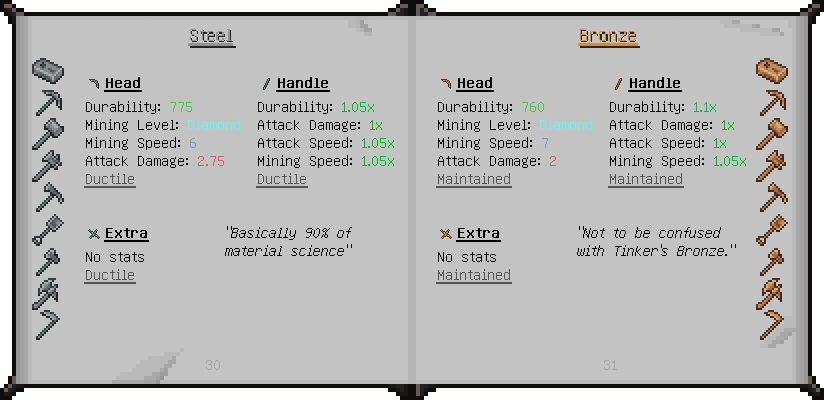 Steel
Head
Durability: 775
Mining Level: Diamond
Mining Speed: 6
Attack Damage: 2.75
Ductile
Handle
Durability: 1.05x
Attack Damage: 1x
Attack Speed: 1.05x
Mining Speed: 1.05x
Ductile
Extra
No stats
Ductile
"Basically 90% of
material science"
30
Bronze
Head
Durability: 760
Mining Level: Diamond
Mining Speed: 7
Attack Damage: 2
Maintained
Handle
Durability: 1.1x
Attack Damage: 1x
Attack Speed: 1x
Mining Speed: 1.05x
Maintained
Extra
No stats
Maintained
"Not to be confused
with Tinker's Bronze."
31